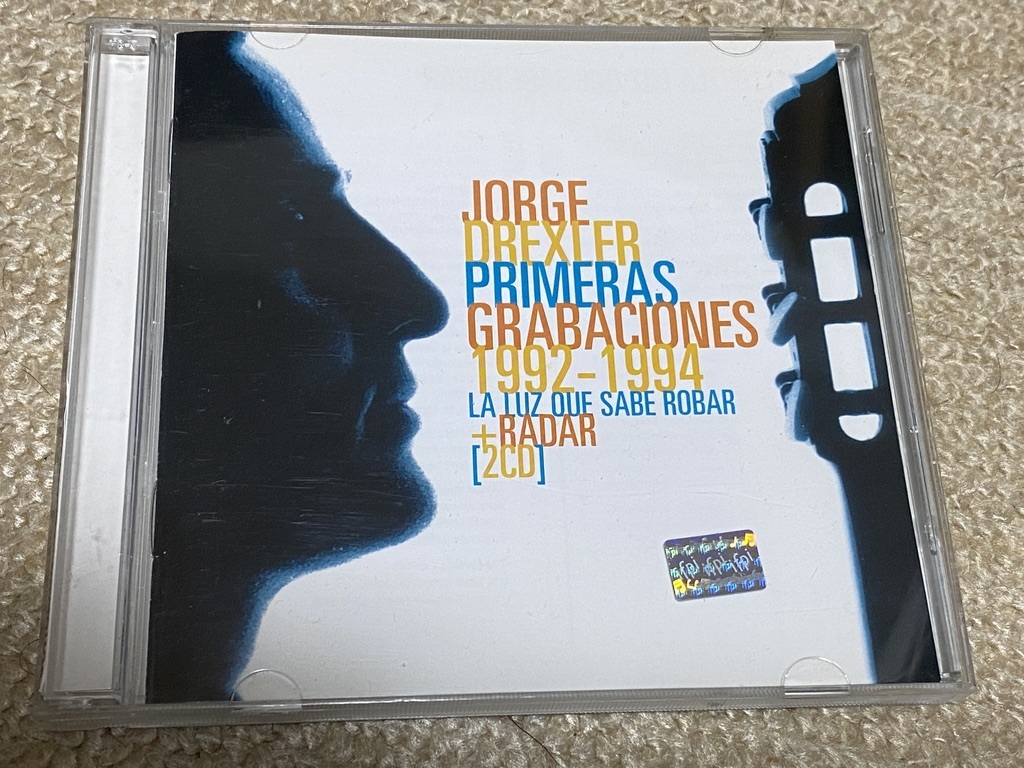 JORGE
DREXLER
PRIMERAS
GRABACIONES
1992-1994
LA LUZ QUE SABE ROBAR
+RADAR
[2CD]